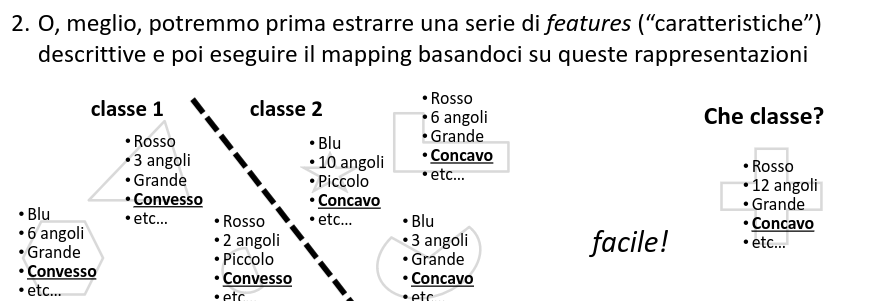 2. O, meglio, potremmo prima estrarre una serie di features (“caratteristiche”)
descrittive e poi eseguire il mapping basandoci su queste rappresentazioni
classe 1
• Rosso
• 3 angoli
• Grande
• Convesso
• etc...
• Blu
• 6 angoli
• Grande
• Convesso
• etc...
• Rosso
• 2 angoli
• Piccolo
• Convesso
• etc
classe 2
• Blu
• 10 angoli
• Piccolo
• Concavo
• etc...
• Rosso
• 6 angoli
• Grande
• Concavo
• etc...
• Blu
• 3 angoli
• Grande
• Concavo
• etc
facile!
Che classe?
• Rosso
• 12 angoli
• Grande
• Concavo
• etc...